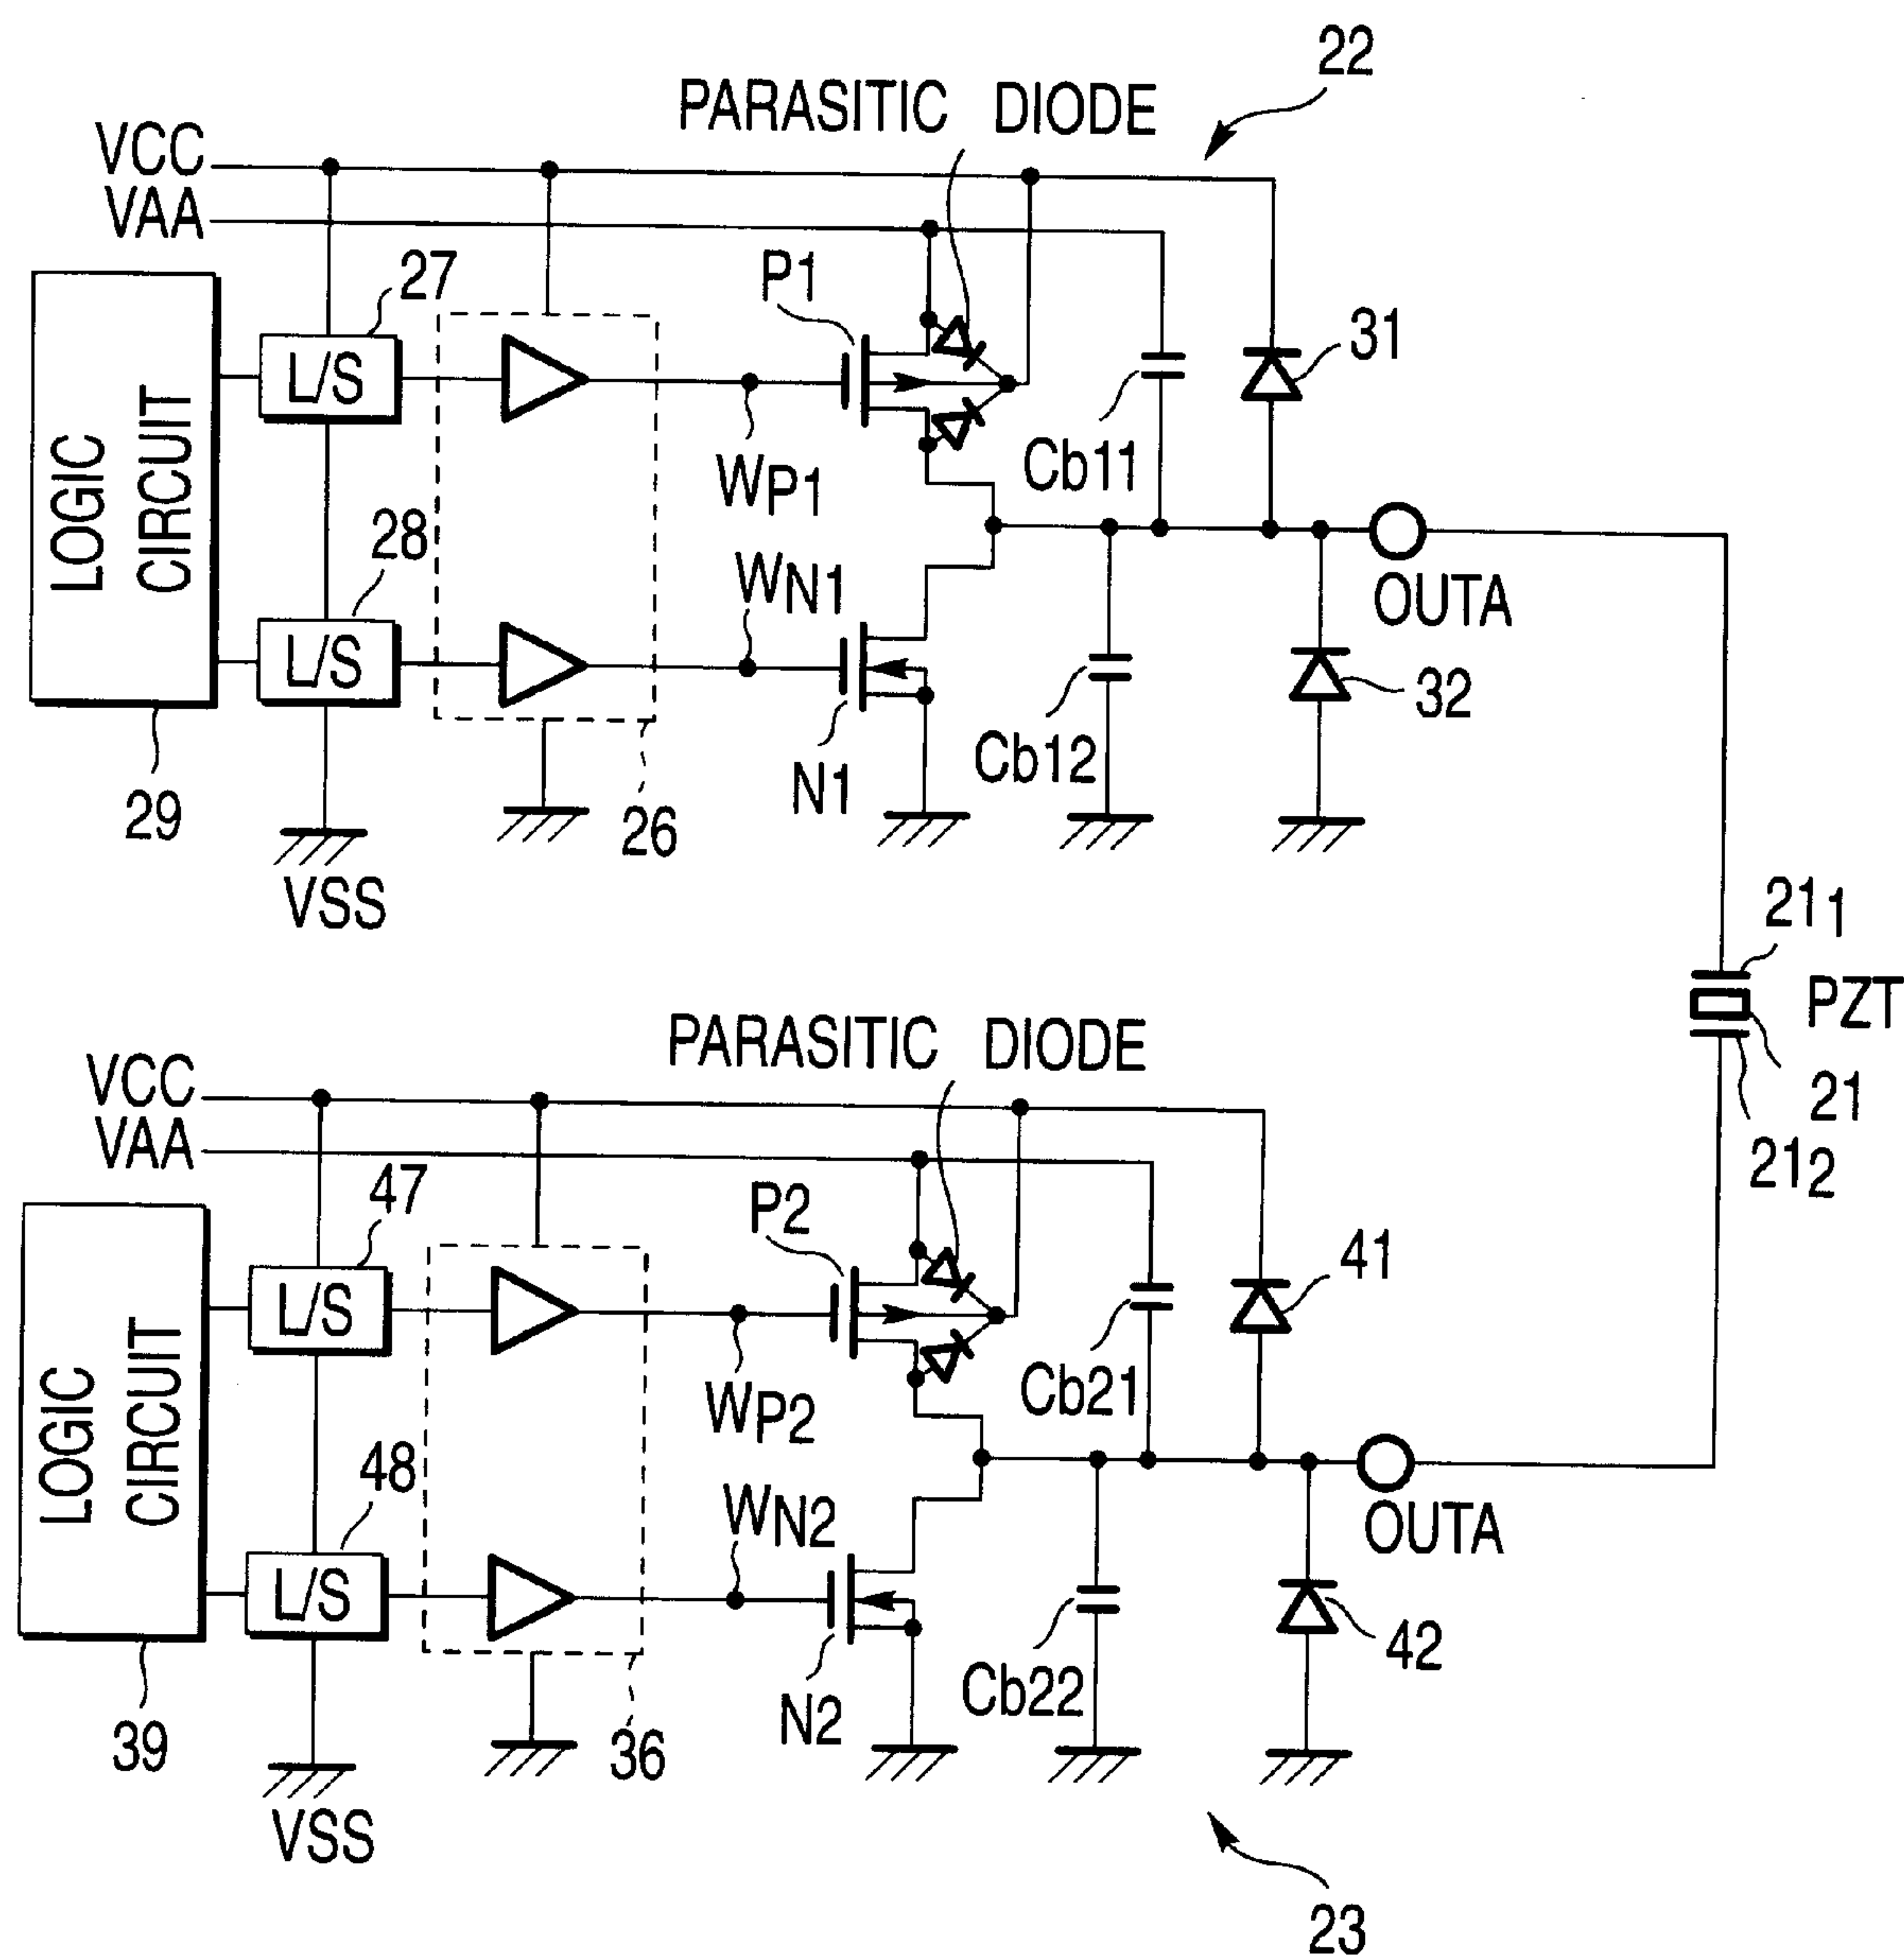 22
PARASITIC DIODE
VCC
VAA
27
P1
31
L/S
LOGIC
CIRCUIT
Cb11
WP1
28
WN1
OUTA
L/S
32
Cb12
N1
29
26
VSS
211
PZT
21
212
PARASITIC DIODE
VCC
VAA
47
P2
41
L/S
LOGIC
CIRCUIT
Cb21
WP2
48
WN2
OUTA
L/S
42
Cb22
N2
39
36
VSS
23